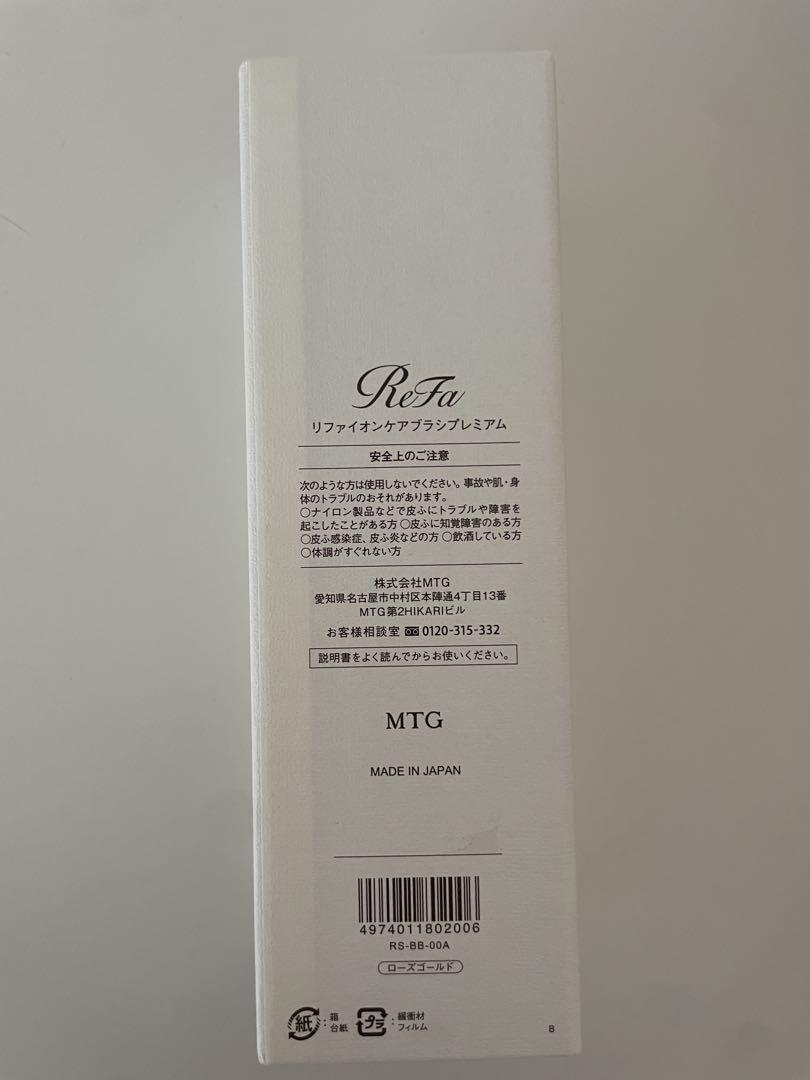 ReFa
リファイオンケアブラシプレミアム
安全上のご注意
次のような方は使用しないでください。事故や肌・身
体のトラブルのおそれがあります。
○ナイロン製品などで皮ふにトラブルや障害を
起こしたことがある方 ○皮ふに知覚障害のある方
○皮ふ感染症、皮ふ炎などの方 ○飲酒している方
○体調がすぐれない方
株式会社MTG
愛知県名古屋市中村区本陣通4丁目13番
MTG第2HIKARIビル
お客様相談室 0120-315-332
説明書をよく読んでからお使いください。
MTG
MADE IN JAPAN
4974011802006
RS-BB-00A
ローズゴールド
紙 : 箱 台紙 プラ : 緩衝材 フィルム
B